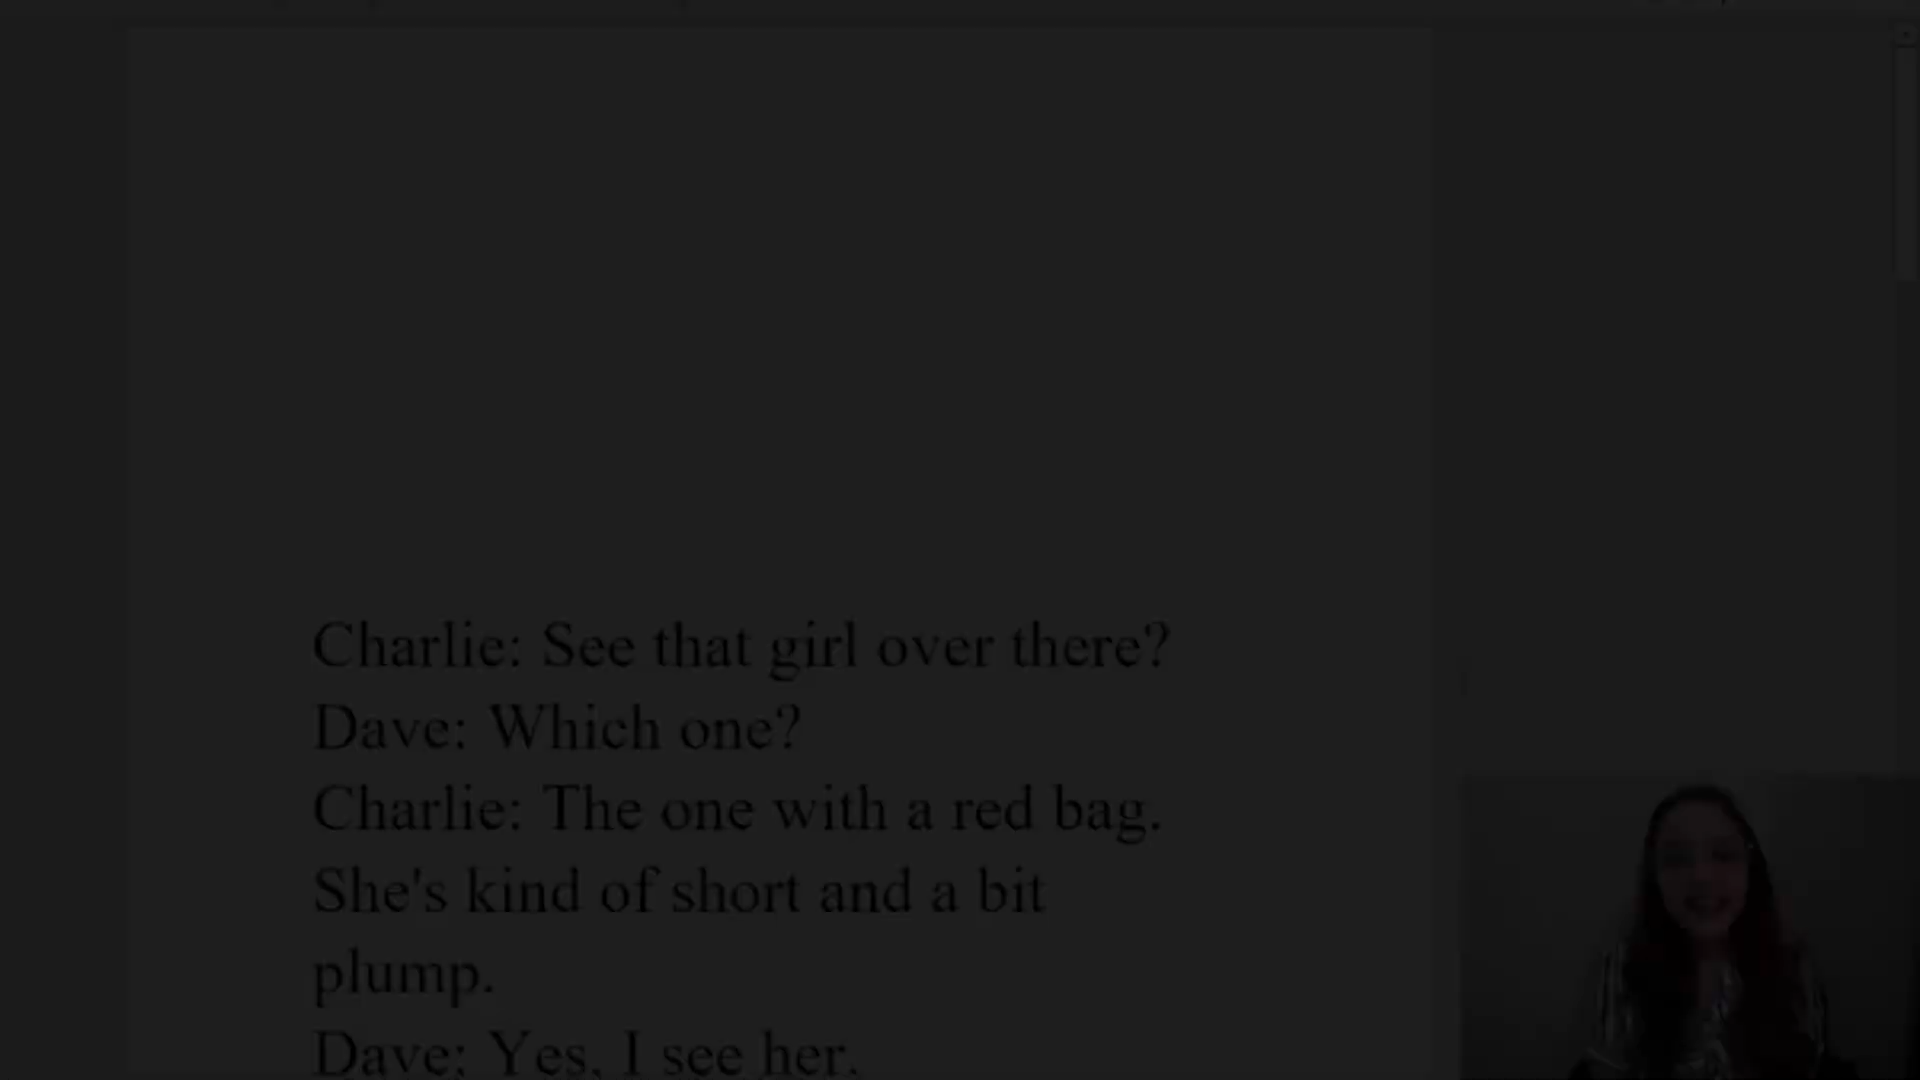 Charlie: See that girl over there?
Dave: Which one?
Charlie: The one with a red bag.
She's kind of short and a bit
plump.
Dave: Yes, I see her.